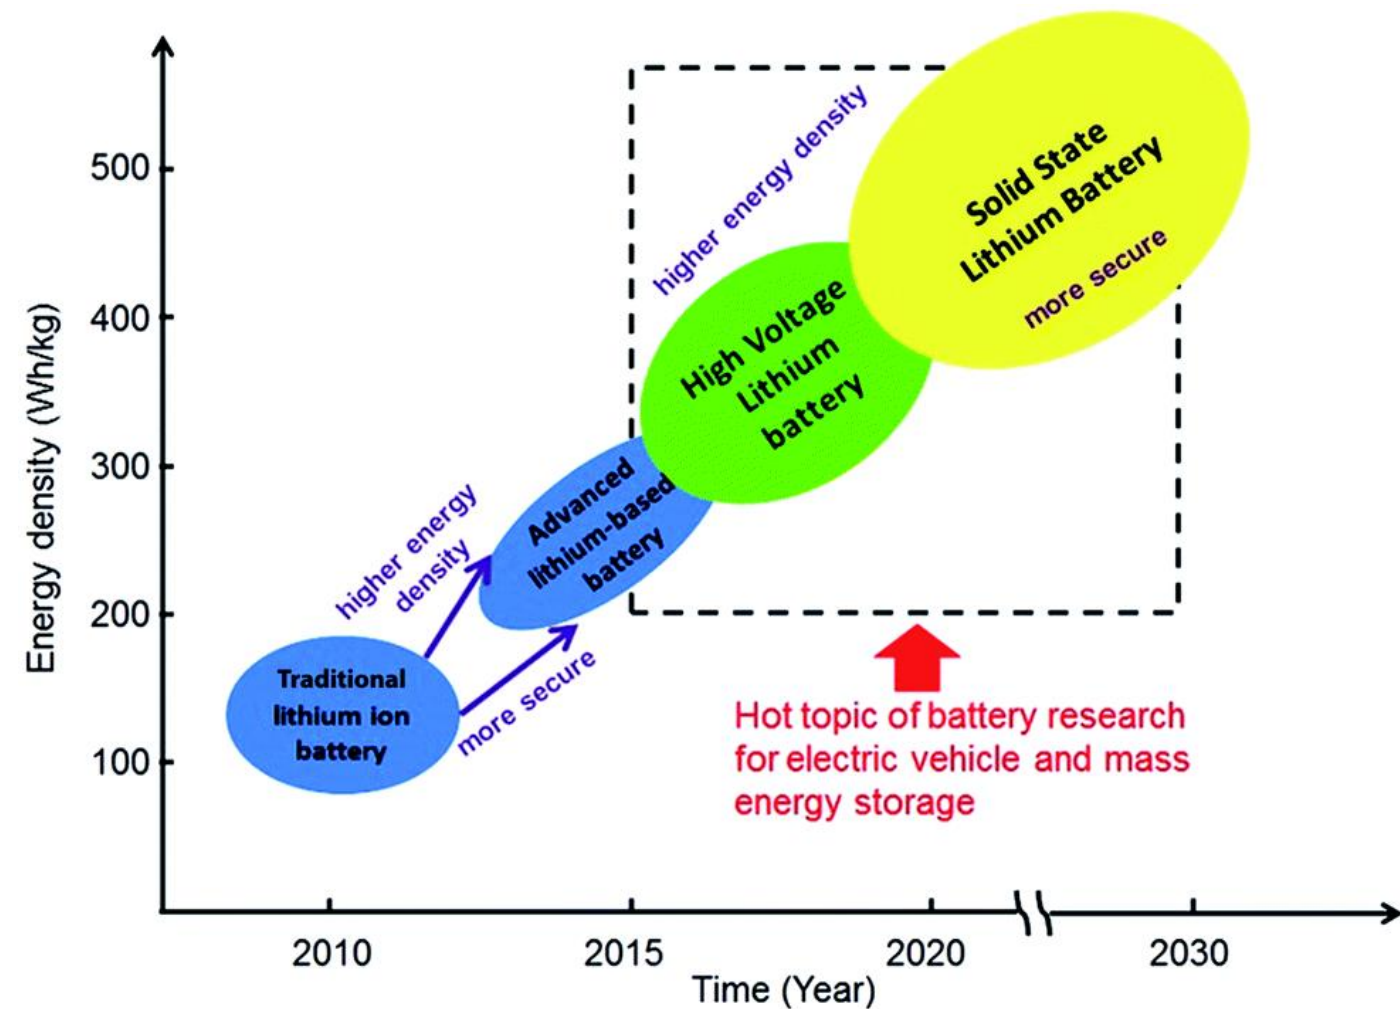 Energy density (Wh/kg)
500
400
300
200
100
higher energy density
Solid State
Lithium Battery
more secure
High Voltage
Lithium
battery
higher energy
density
Advanced
lithium-based
battery
more secure
Traditional
lithium ion
battery
Hot topic of battery research
for electric vehicle and mass
energy storage
2010
2015
2020
2030
Time (Year)